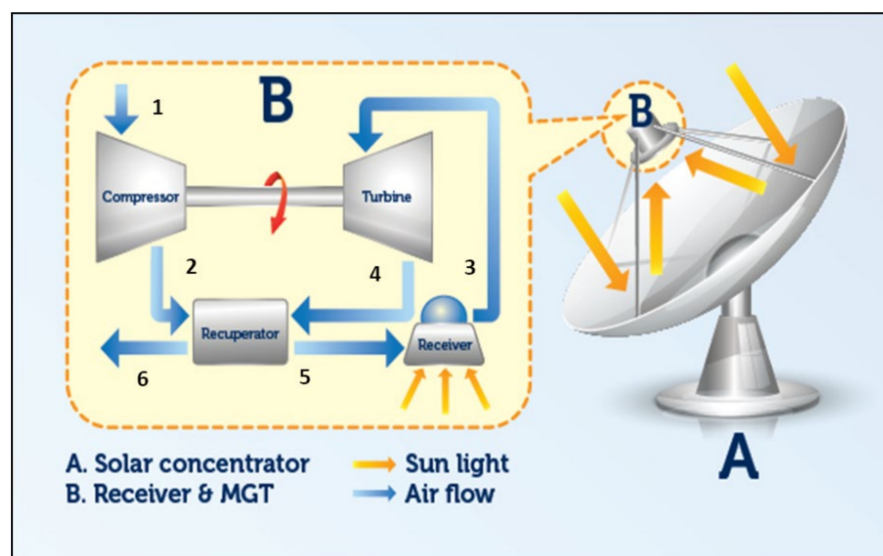 B
1
Compressor
Turbine
2
4
3
Recuperator
Receiver
6
5
B
A
A. Solar concentrator
Sun light
B. Receiver & MGT
Air flow